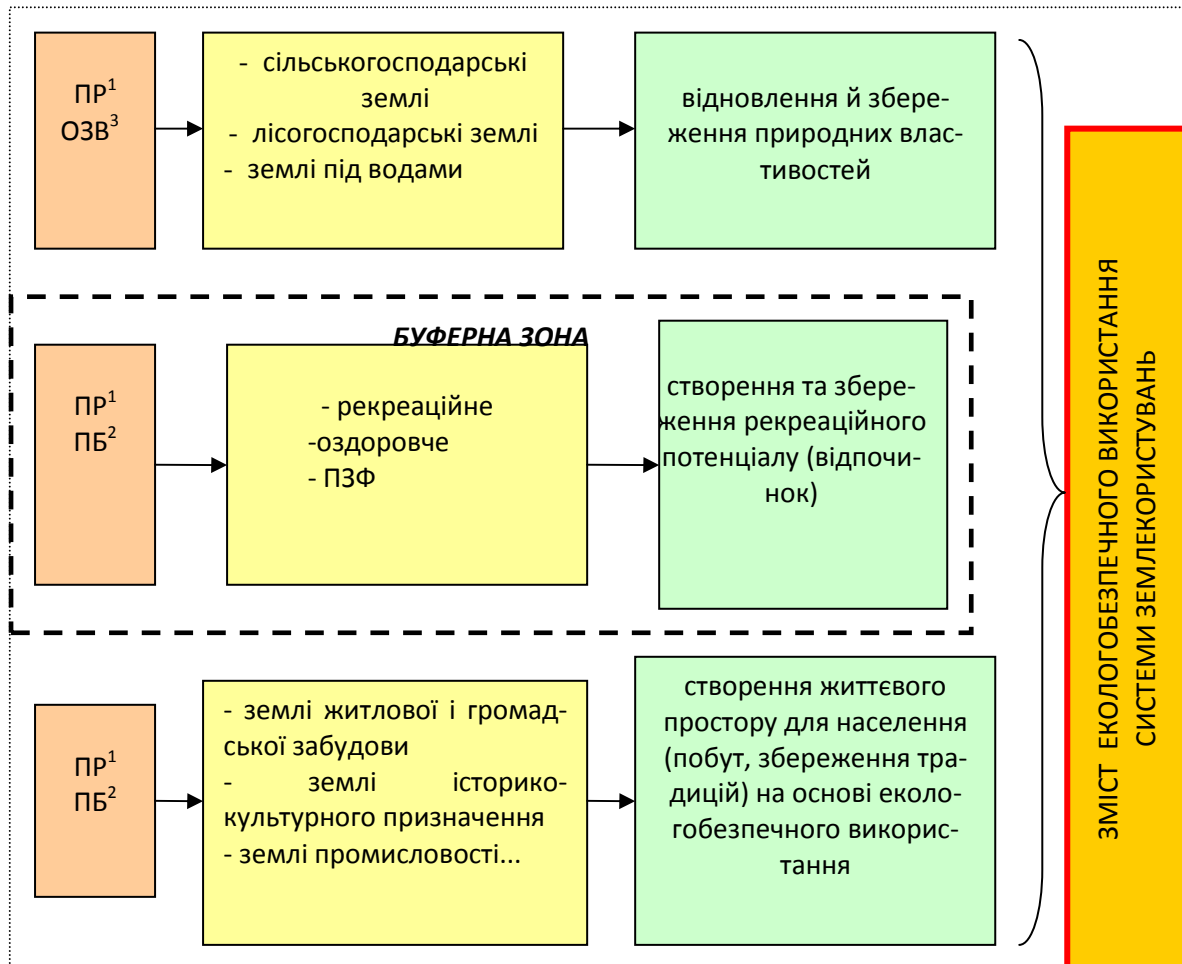 ПР¹
ОЗВ³
- сільськогосподарські
землі
- лісогосподарські землі
- землі під водами
відновлення й збере-
ження природних влас-
тивостей
БУФЕРНА ЗОНА
ПР¹
ПБ²
- рекреаційне
-оздоровче
- ПЗФ
створення та збере-
ження рекреаційного
потенціалу (відпочи-
нок)
ПР¹
ПБ²
- землі житлової і громад-
ської забудови
- землі історико-
культурного призначення
- землі промисловості...
створення життєвого
простору для населення
(побут, збереження тра-
дицій) на основі еколо-
гобезпечного викорис-
тання
ЗМІСТ ЕКОЛОГОБЕЗПЕЧНОГО ВИКОРИСТАННЯ
СИСТЕМИ ЗЕМЛЕКОРИСТУВАНЬ